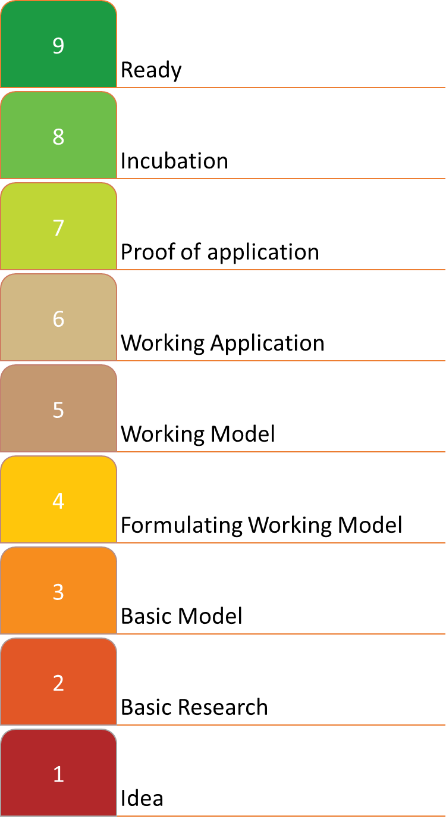 9
Ready
8
Incubation
7
Proof of application
6
Working Application
5
Working Model
4
Formulating Working Model
3
Basic Model
2
Basic Research
1
Idea